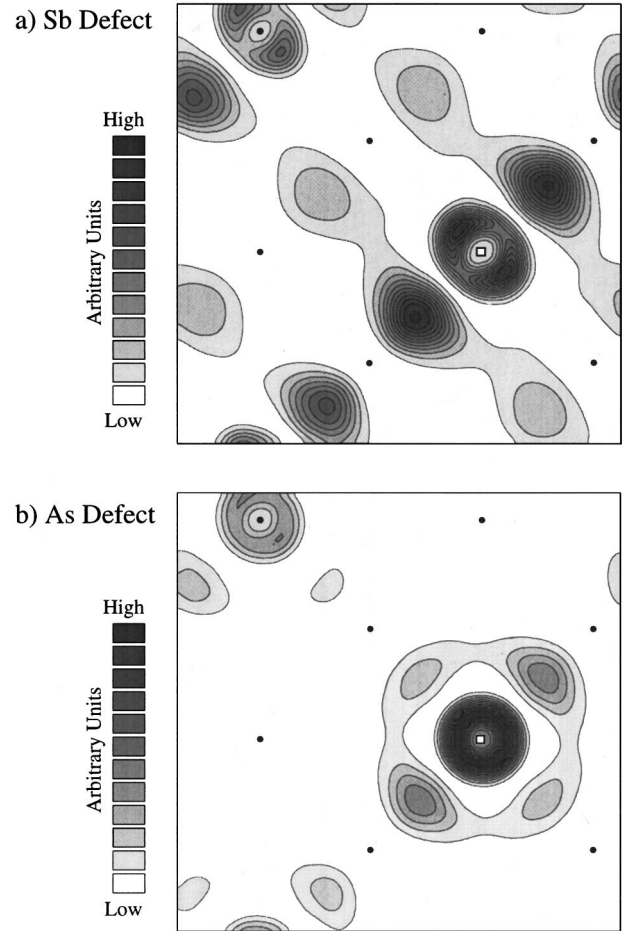 a) Sb Defect
High
Arbitrary Units
Low
b) As Defect
High
Arbitrary Units
Low